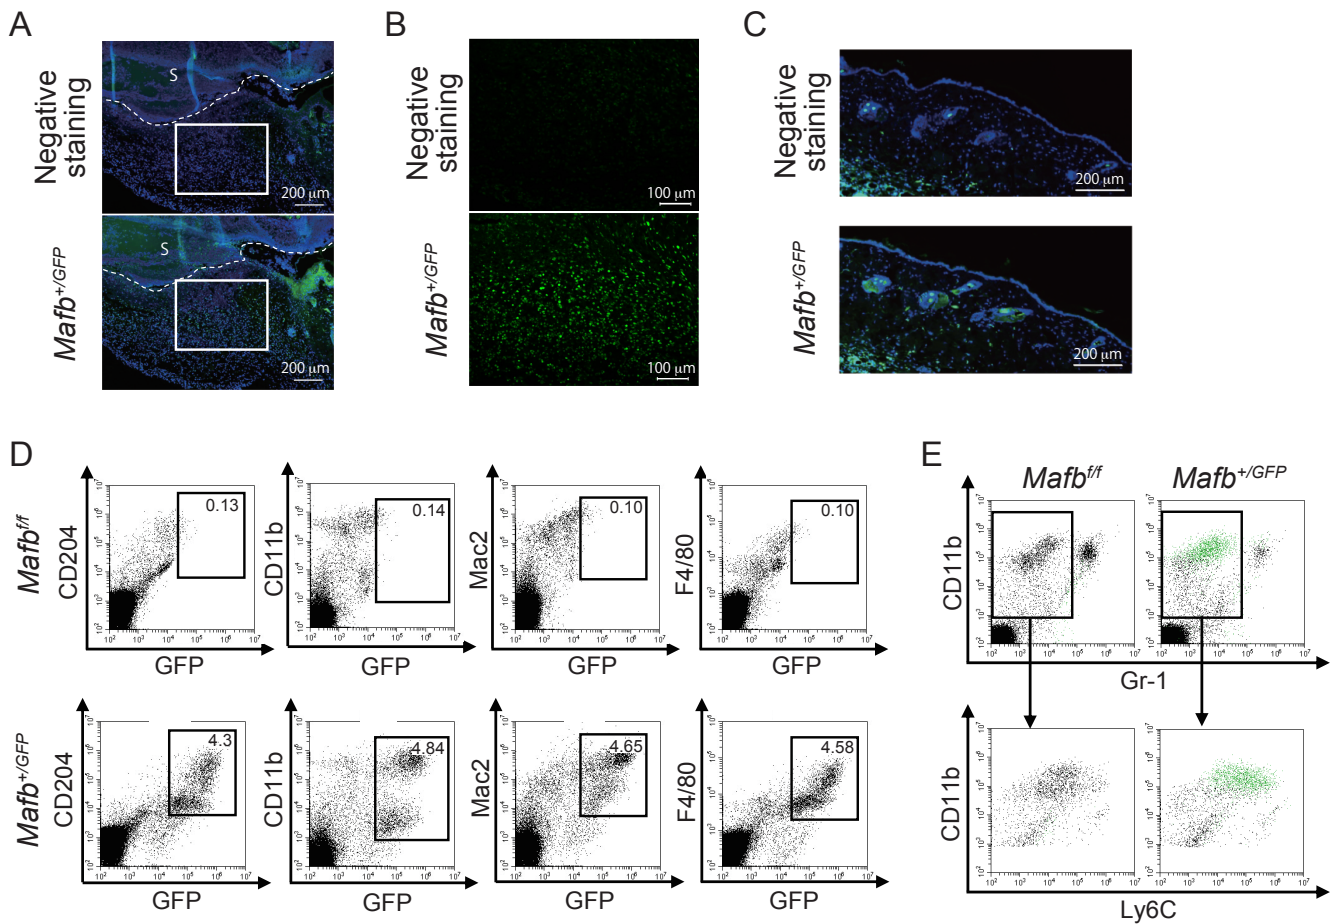 A
Negative
staining
S
200 µm
Mafb+/GFP
S
200 µm
B
Negative
staining
100 µm
Mafb+/GFP
100 µm
C
Negative
staining
200 µm
Mafb+/GFP
200 µm
D
Mafb f/f
CD204
0.13
GFP
CD11b
0.14
GFP
Mac2
0.10
GFP
F4/80
0.10
GFP
Mafb+/GFP
CD204
4.3
GFP
CD11b
4.84
GFP
Mac2
4.65
GFP
F4/80
4.58
GFP
E
Mafb f/f
Mafb+/GFP
CD11b
Gr-1
CD11b
Ly6C